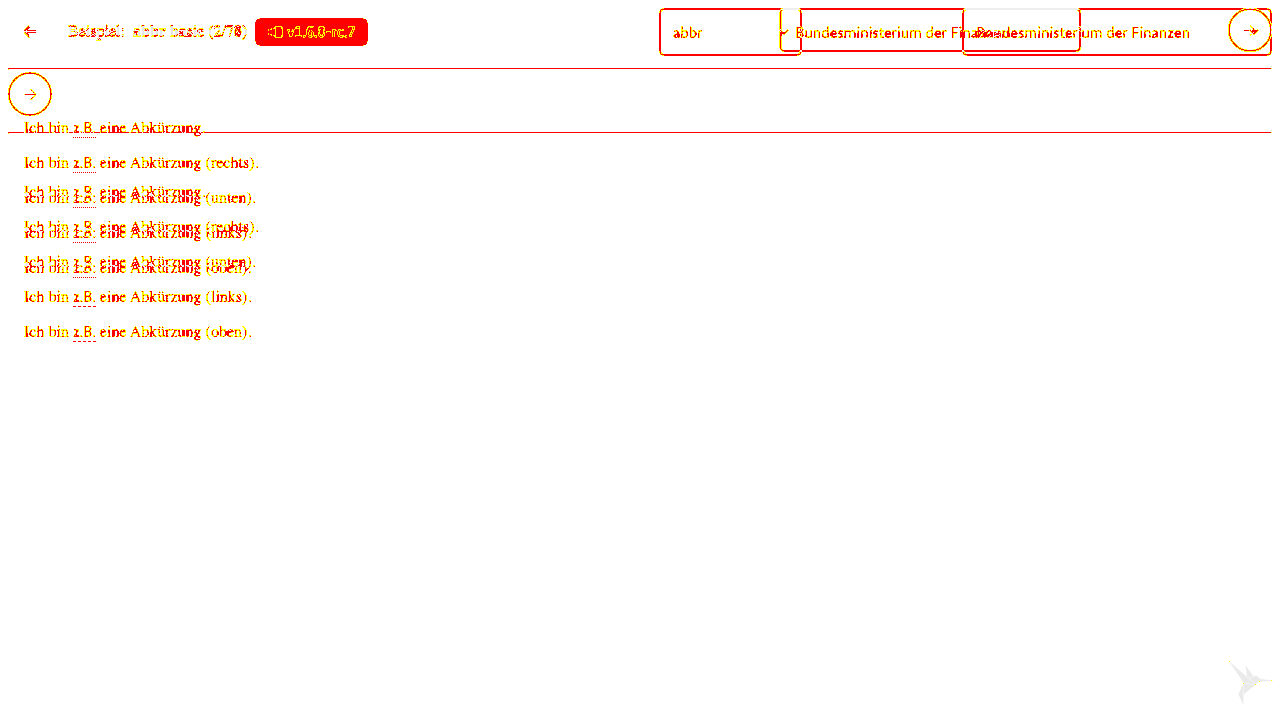 Beispiel: abbr basic (2/76)
v1.6.0-rc.7
abbr
Bundesministerium der Finanzen
Bundesministerium der Finanzen
Ich bin z.B. eine Abkürzung.
Ich bin z.B. eine Abkürzung (rechts).
Ich bin z.B. eine Abkürzung.
Ich bin z.B. eine Abkürzung (unten).
Ich bin z.B. eine Abkürzung (rechts).
Ich bin z.B. eine Abkürzung (links).
Ich bin z.B. eine Abkürzung (unten).
Ich bin z.B. eine Abkürzung (oben).
Ich bin z.B. eine Abkürzung (links).
Ich bin z.B. eine Abkürzung (oben).